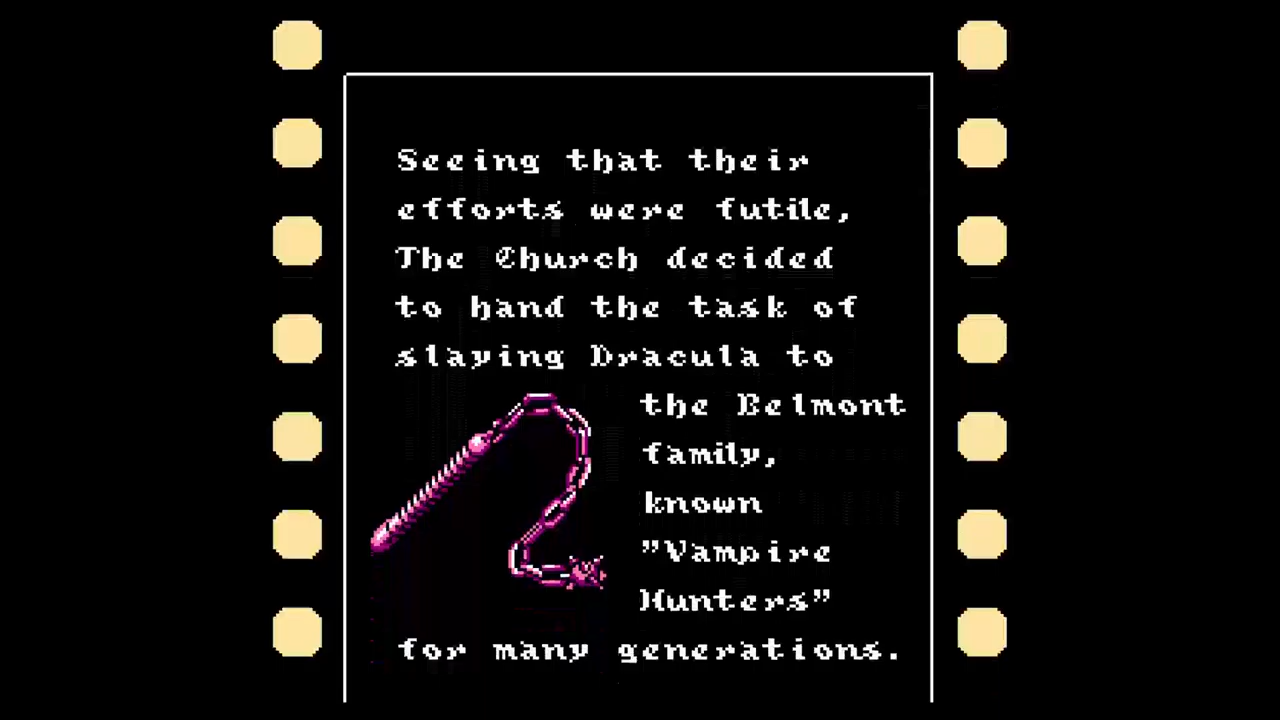 Seeing that their
efforts were futile,
The Church decided
to hand the task of
slaying Dracula to
the Belmont
family,
known
"Vampire
Hunters"
for many generations.